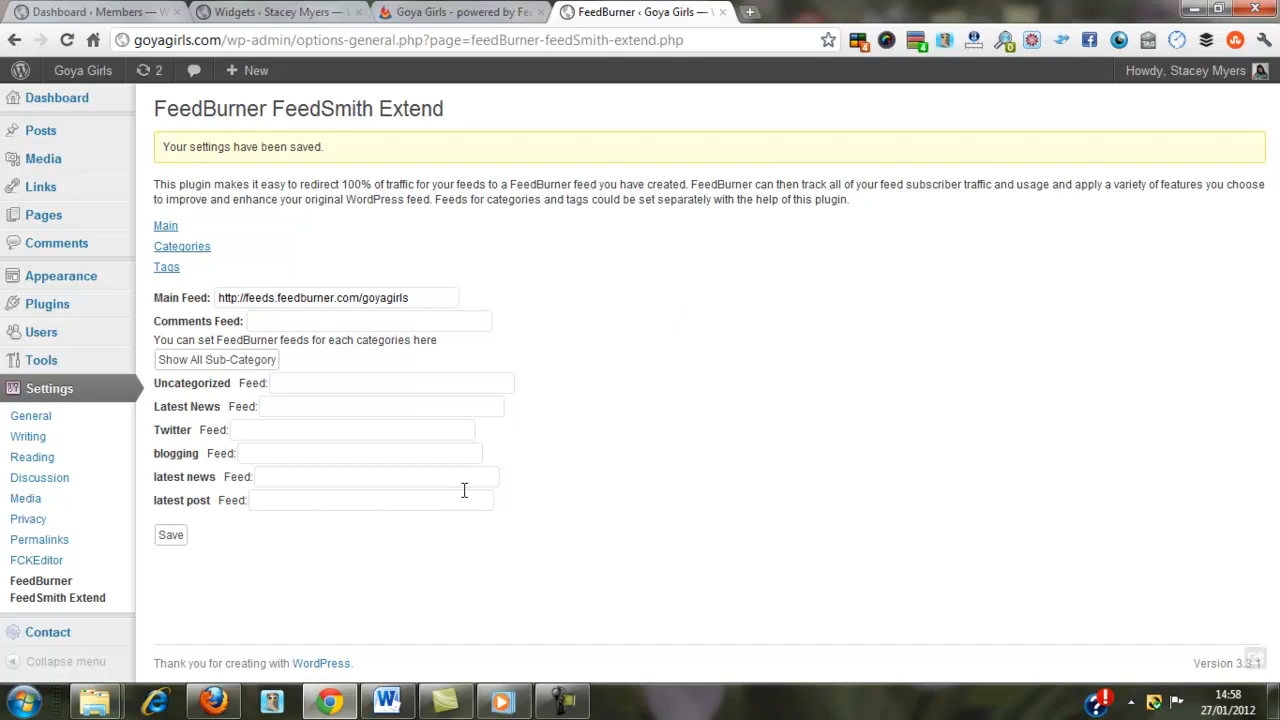 Dashboard ‹ Members — W
Widgets ‹ Stacey Myers — 
Goya Girls - powered by Fe
FeedBurner ‹ Goya Girls — W
goyagirls.com/wp-admin/options-general.php?page=feedBurner-feedSmith-extend.php
Goya Girls
2
New
Howdy, Stacey Myers
Dashboard
Posts
Media
Links
Pages
Comments
Appearance
Plugins
Users
Tools
Settings
General
Writing
Reading
Discussion
Media
Privacy
Permalinks
FCKEditor
FeedBurner
FeedSmith Extend
Contact
Collapse menu
FeedBurner FeedSmith Extend
Your settings have been saved.
This plugin makes it easy to redirect 100% of traffic for your feeds to a FeedBurner feed you have created. FeedBurner can then track all of your feed subscriber traffic and usage and apply a variety of features you choose
to improve and enhance your original WordPress feed. Feeds for categories and tags could be set separately with the help of this plugin.
Main
Categories
Tags
Main Feed: http://feeds.feedburner.com/goyagirls
Comments Feed:
You can set FeedBurner feeds for each categories here
Show All Sub-Category
Uncategorized Feed:
Latest News Feed:
Twitter Feed:
blogging Feed:
latest news Feed:
latest post Feed:
Save
Thank you for creating with WordPress.
Version 3.3.1
14:58
27/01/2012